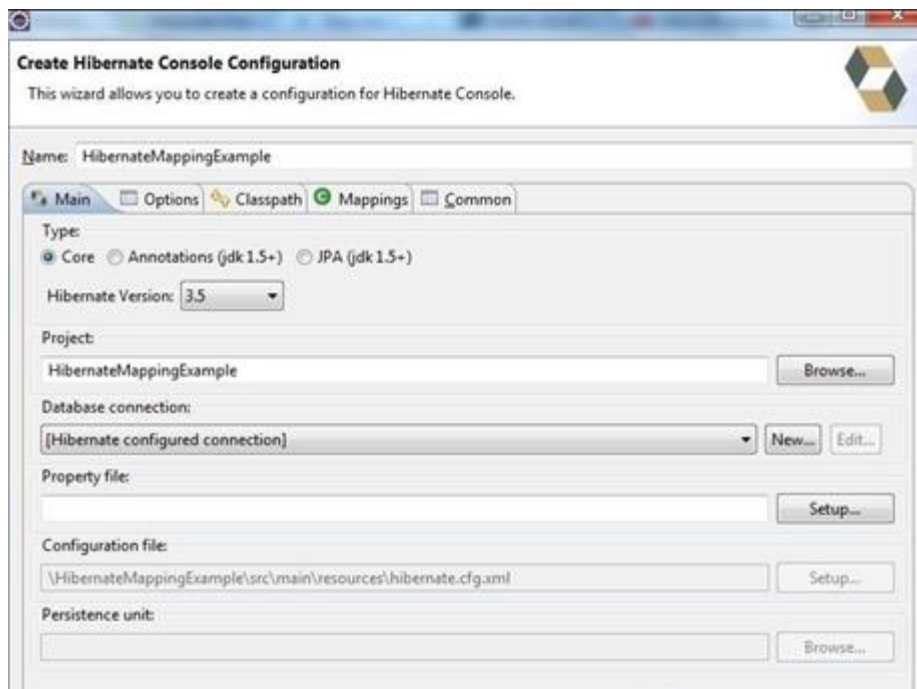 Create Hibernate Console Configuration
This wizard allows you to create a configuration for Hibernate Console.
Name: HibernateMappingExample
Main Options Classpath Mappings Common
Type:
Core Annotations (jdk 1.5+) JPA (jdk 1.5+)
Hibernate Version: 3.5
Project:
HibernateMappingExample Browse...
Database connection:
[Hibernate configured connection] New... Edit...
Property file:
Setup...
Configuration file:
\HibernateMappingExample\src\main\resources\hibernate.cfg.xml Setup...
Persistence unit:
Browse...